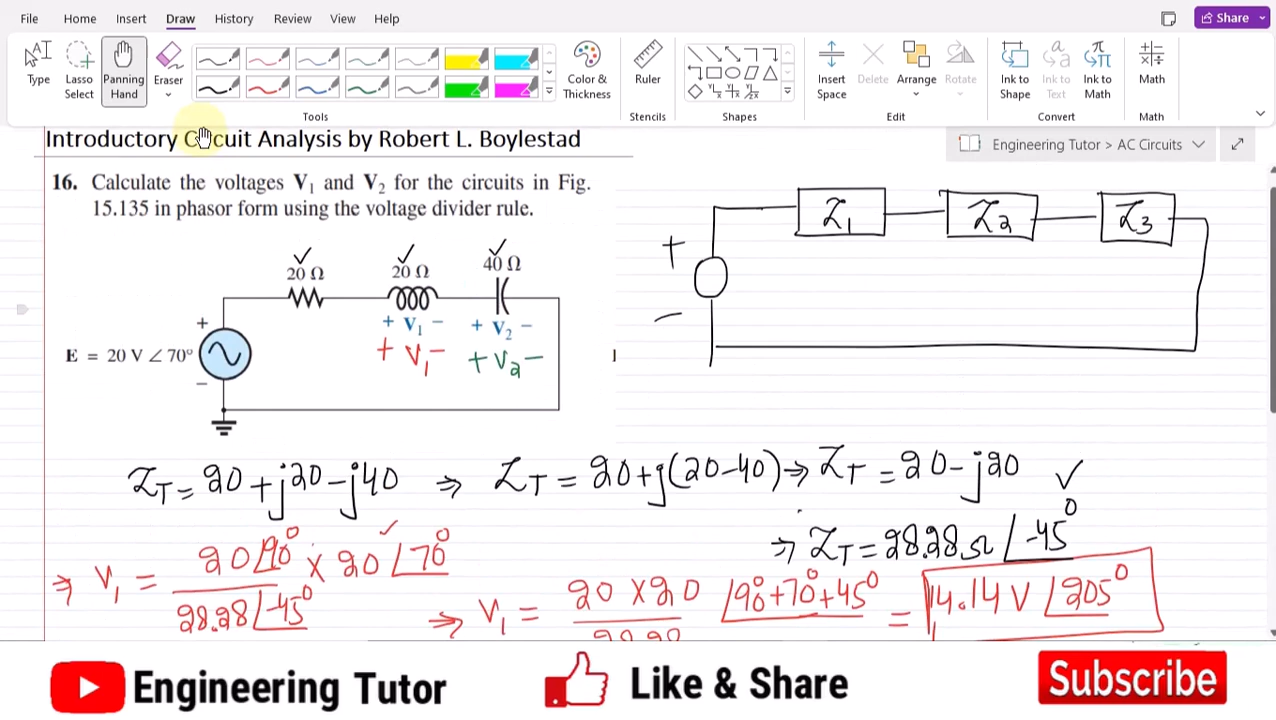 File Home Insert Draw History Review View Help
Share
Type
Lasso Select
Panning Hand
Eraser
Color & Thickness
Ruler
Insert Space
Delete
Arrange
Rotate
Ink to Shape
Ink to Text
Ink to Math
Math
Tools
Stencils
Shapes
Edit
Convert
Math
Introductory Circuit Analysis by Robert L. Boylestad
Engineering Tutor > AC Circuits
16. Calculate the voltages V₁ and V₂ for the circuits in Fig.
15.135 in phasor form using the voltage divider rule.
Z1 Z2 Z3
+
−
✓ ✓ ✓
20 Ω 20 Ω 40 Ω
+ V₁ − + V₂ −
+ V₁ − + V₂ −
+
E = 20 V ∠ 70°
−
Z_T = 20 + j20 − j40 ⇒ Z_T = 20 + j(20−40) ⇒ Z_T = 20 − j20 ✓
⇒ Z_T = 28.28 Ω ∠-45°
⇒ V₁ = 20∠90° × 20∠70° ✓
28.28∠-45°
⇒ V₁ = 20 × 20 ∠90°+70°+45° = 14.14 V ∠205°
Engineering Tutor
Like & Share
Subscribe